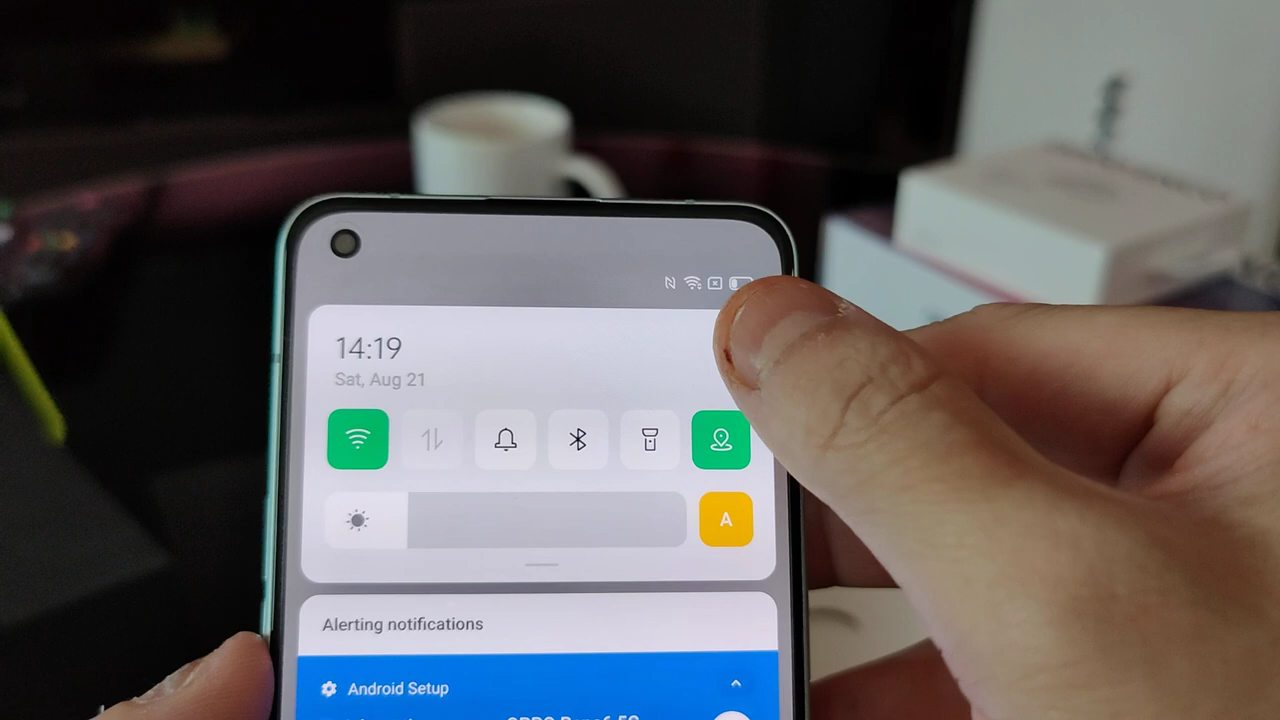 14:19
Sat, Aug 21
A
Alerting notifications
Android Setup